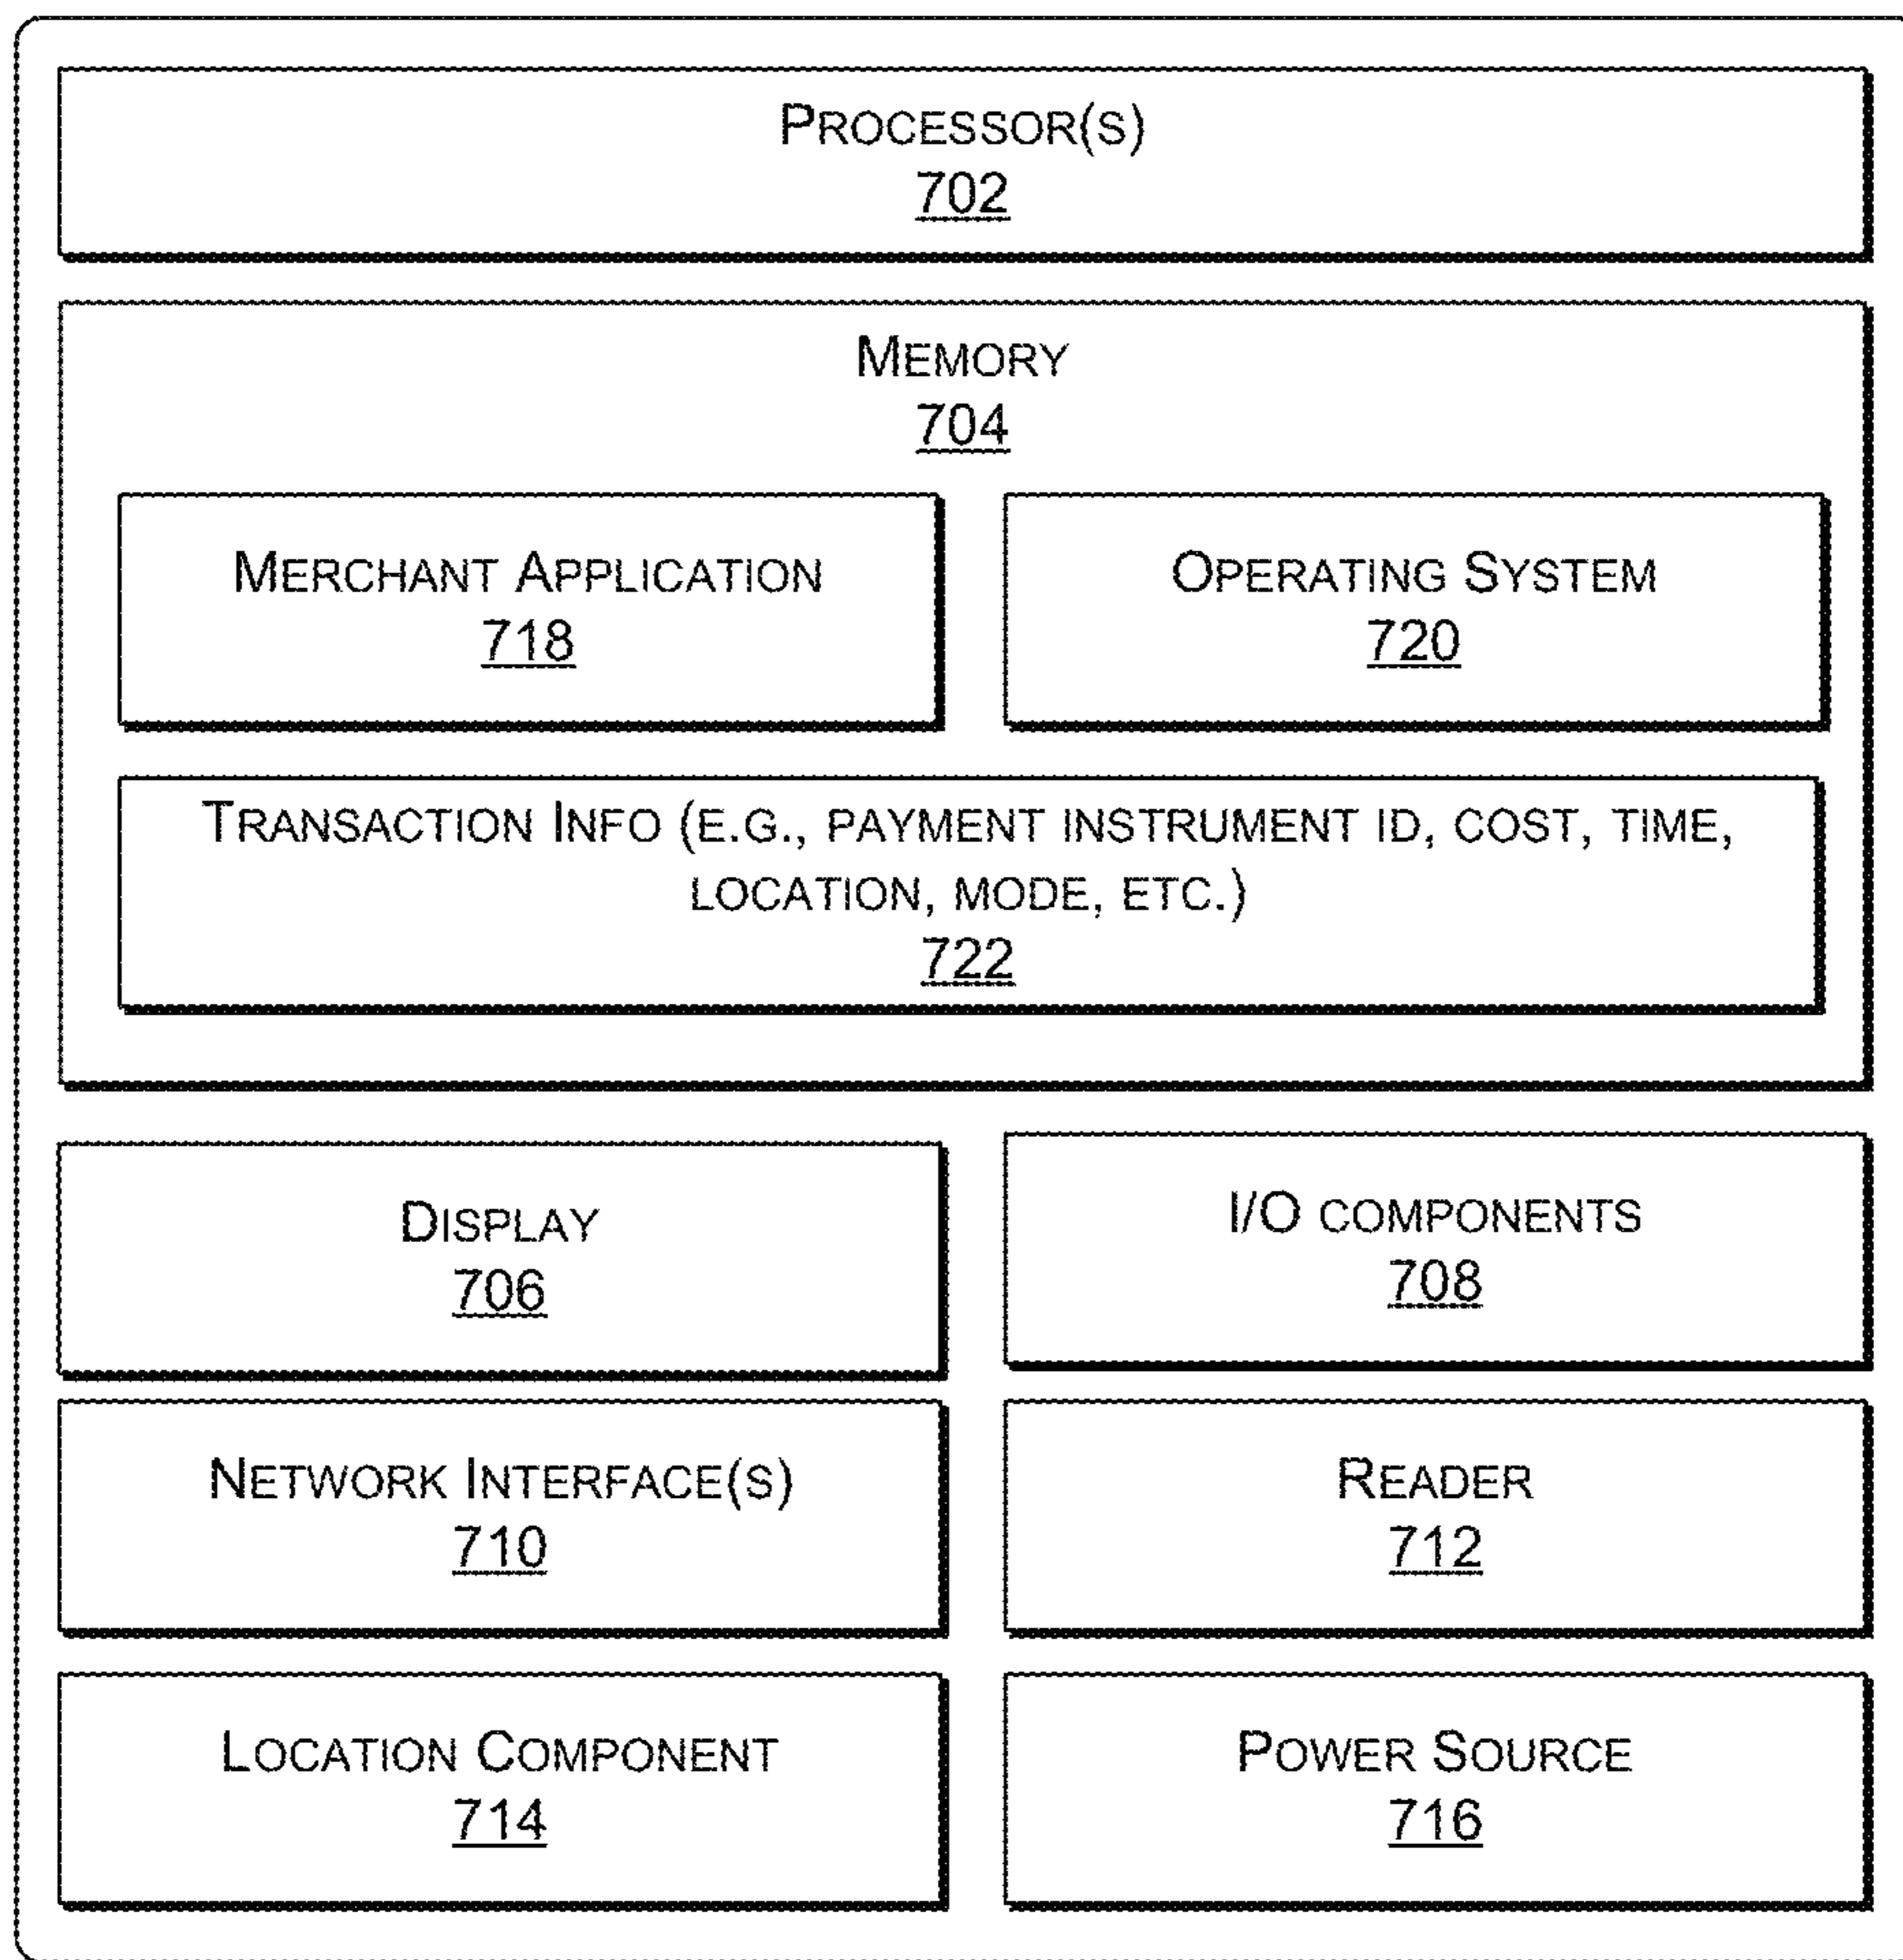 PROCESSOR(S)
702
MEMORY
704
MERCHANT APPLICATION
718
OPERATING SYSTEM
720
TRANSACTION INFO (E.G., PAYMENT INSTRUMENT ID, COST, TIME,
LOCATION, MODE, ETC.)
722
DISPLAY
706
I/O COMPONENTS
708
NETWORK INTERFACE(S)
710
READER
712
LOCATION COMPONENT
714
POWER SOURCE
716